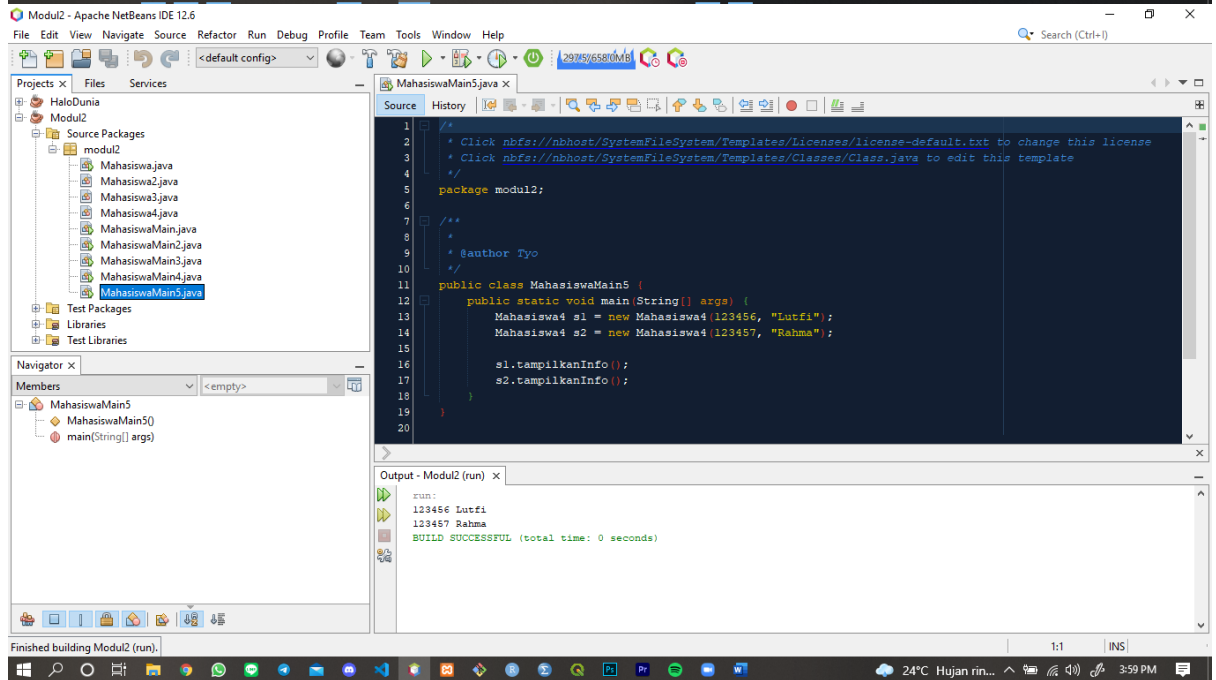 Modul2 - Apache NetBeans IDE 12.6
File Edit View Navigate Source Refactor Run Debug Profile Team Tools Window Help
Search (Ctrl+I)
<default config>
297.5/658.0MB
Projects Files Services
HaloDunia
Modul2
Source Packages
modul2
Mahasiswa.java
Mahasiswa2.java
Mahasiswa3.java
Mahasiswa4.java
MahasiswaMain.java
MahasiswaMain2.java
MahasiswaMain3.java
MahasiswaMain4.java
MahasiswaMain5.java
Test Packages
Libraries
Test Libraries
Navigator
Members <empty>
MahasiswaMain5
MahasiswaMain5()
main(String[] args)
MahasiswaMain5.java
Source History
1 /*
2 * Click nbfs://nbhost/SystemFileSystem/Templates/Licenses/license-default.txt to change this license
3 * Click nbfs://nbhost/SystemFileSystem/Templates/Classes/Class.java to edit this template
4 */
5 package modul2;
6
7 /**
8 *
9 * @author Tyo
10 */
11 public class MahasiswaMain5 {
12 public static void main(String[] args) {
13 Mahasiswa4 s1 = new Mahasiswa4(123456, "Lutfi");
14 Mahasiswa4 s2 = new Mahasiswa4(123457, "Rahma");
15
16 s1.tampilkanInfo();
17 s2.tampilkanInfo();
18 }
19 }
20
Output - Modul2 (run)
run:
123456 Lutfi
123457 Rahma
BUILD SUCCESSFUL (total time: 0 seconds)
Finished building Modul2 (run).
1:1 INS
24°C Hujan rin... 3:59 PM